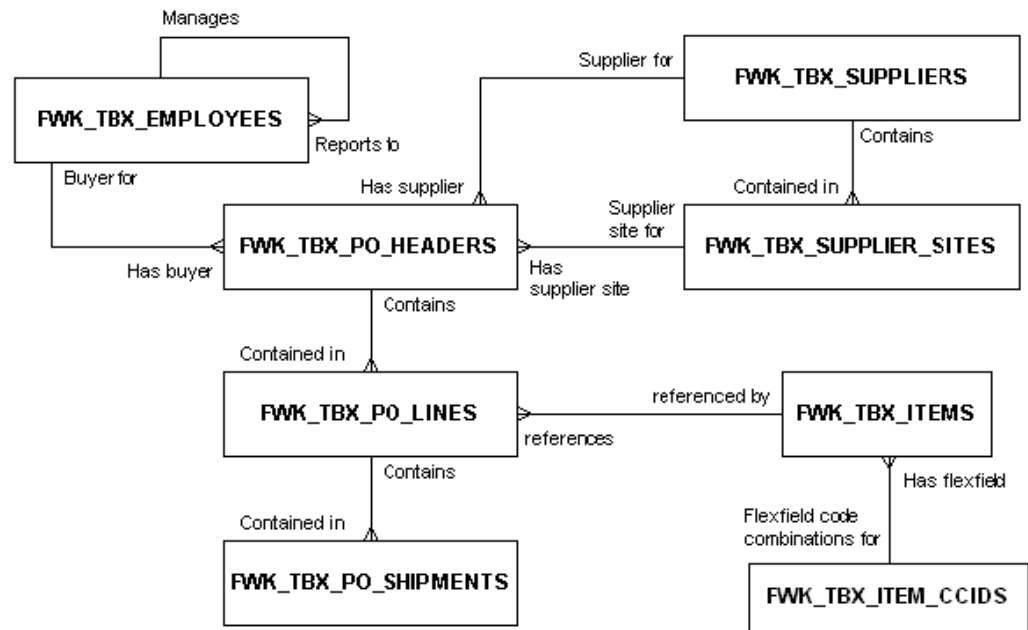 Manages
FWK_TBX_EMPLOYEES
Reports to
Buyer for
Supplier for
FWK_TBX_SUPPLIERS
Contains
Has supplier
Contained in
FWK_TBX_PO_HEADERS
Has buyer
Supplier
site for
Has
supplier site
FWK_TBX_SUPPLIER_SITES
Contains
Contained in
FWK_TBX_PO_LINES
references
referenced by
FWK_TBX_ITEMS
Contains
Contained in
FWK_TBX_PO_SHIPMENTS
Has flexfield
Flexfield code
combinations for
FWK_TBX_ITEM_CCIDS